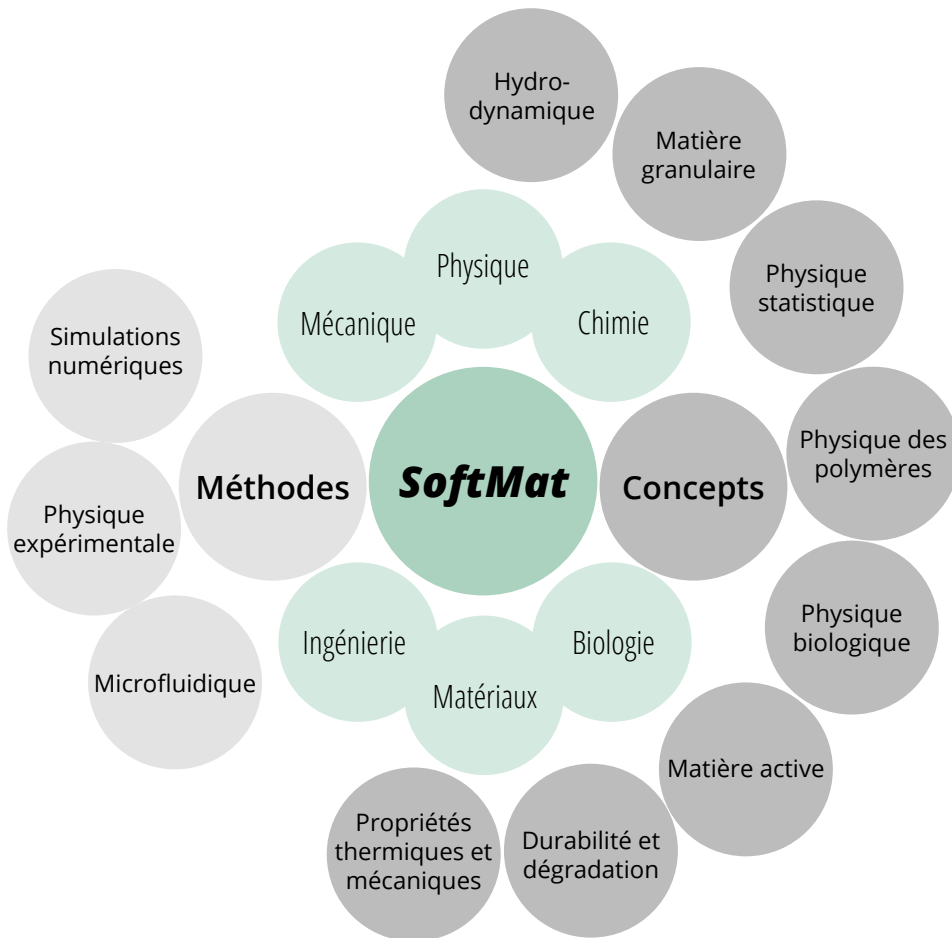 Hydro-
dynamique
Matière
granulaire
Physique
Physique
statistique
Mécanique
Chimie
Simulations
numériques
Physique des
polymères
Méthodes
SoftMat
Concepts
Physique
expérimentale
Physique
biologique
Ingénierie
Biologie
Microfluidique
Matériaux
Matière active
Propriétés
thermiques et
mécaniques
Durabilité et
dégradation